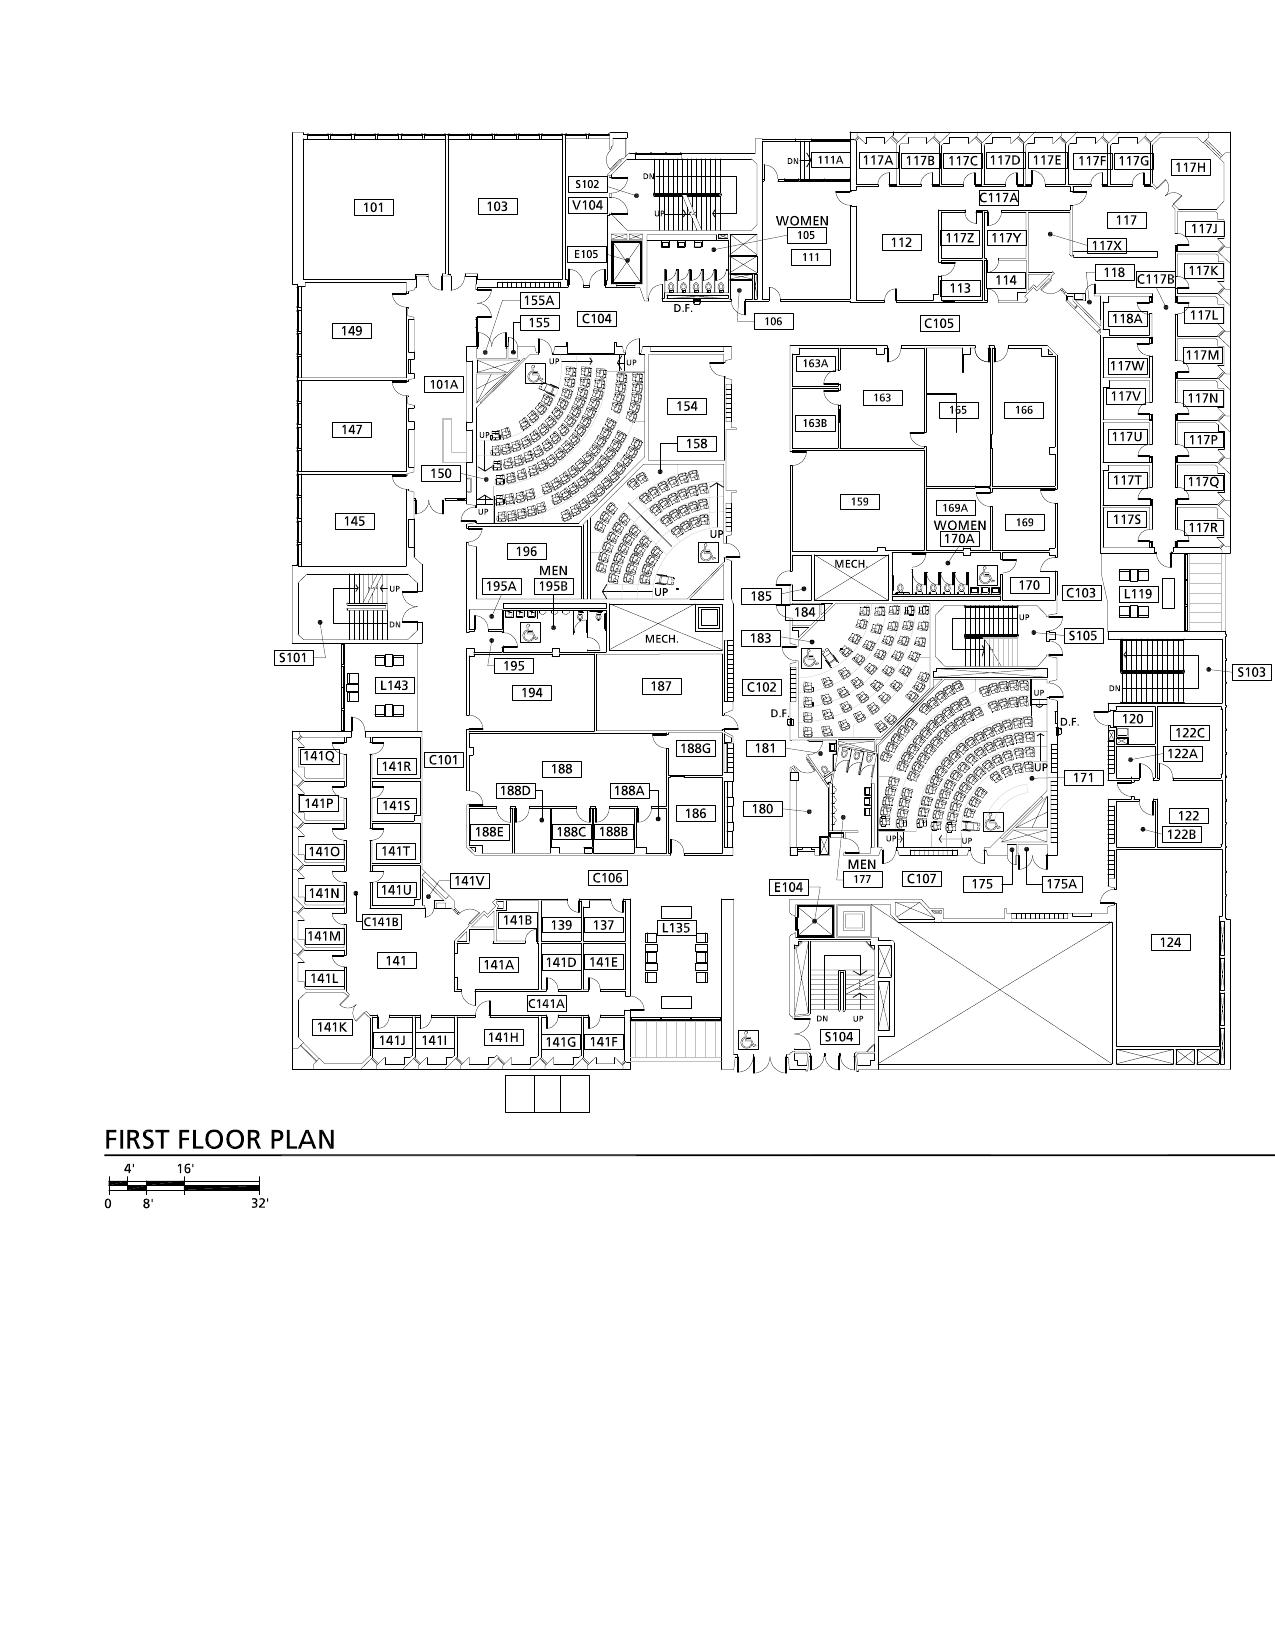 DN
111A
117A
117B
117C
117D
117E
117F
117G
117H
DN
S102
C117A
101
103
V104
UP
WOMEN
117
105
117J
112
117Z
117Y
117X
E105
111
118
117K
113
114
C117B
155A
D.F.
149
155
C104
106
C105
118A
117L
UP
UP
117M
163A
117W
101A
163
117V
117N
154
165
166
147
UP
163B
117U
117P
158
150
117T
117Q
UP
159
169A
145
169
117S
117R
WOMEN
UP
170A
196
MECH.
MEN
UP
195A
195B
170
L119
UP
185
C103
DN
184
UP
MECH.
183
S105
S101
195
S103
L143
187
C102
194
DN
UP
D.F.
120
D.F.
122C
188G
181
122A
141Q
141R
C101
188
UP
171
188D
188A
141P
141S
180
186
122
188E
188C
188B
122B
UP
UP
141O
141T
MEN
C106
177
C107
175
175A
141V
E104
141N
141U
C141B
141B
139
137
L135
141M
124
141
141A
141D
141E
141L
C141A
DN
UP
141K
S104
141J
141I
141H
141G
141F
FIRST FLOOR PLAN
4'
16'
0
8'
32'